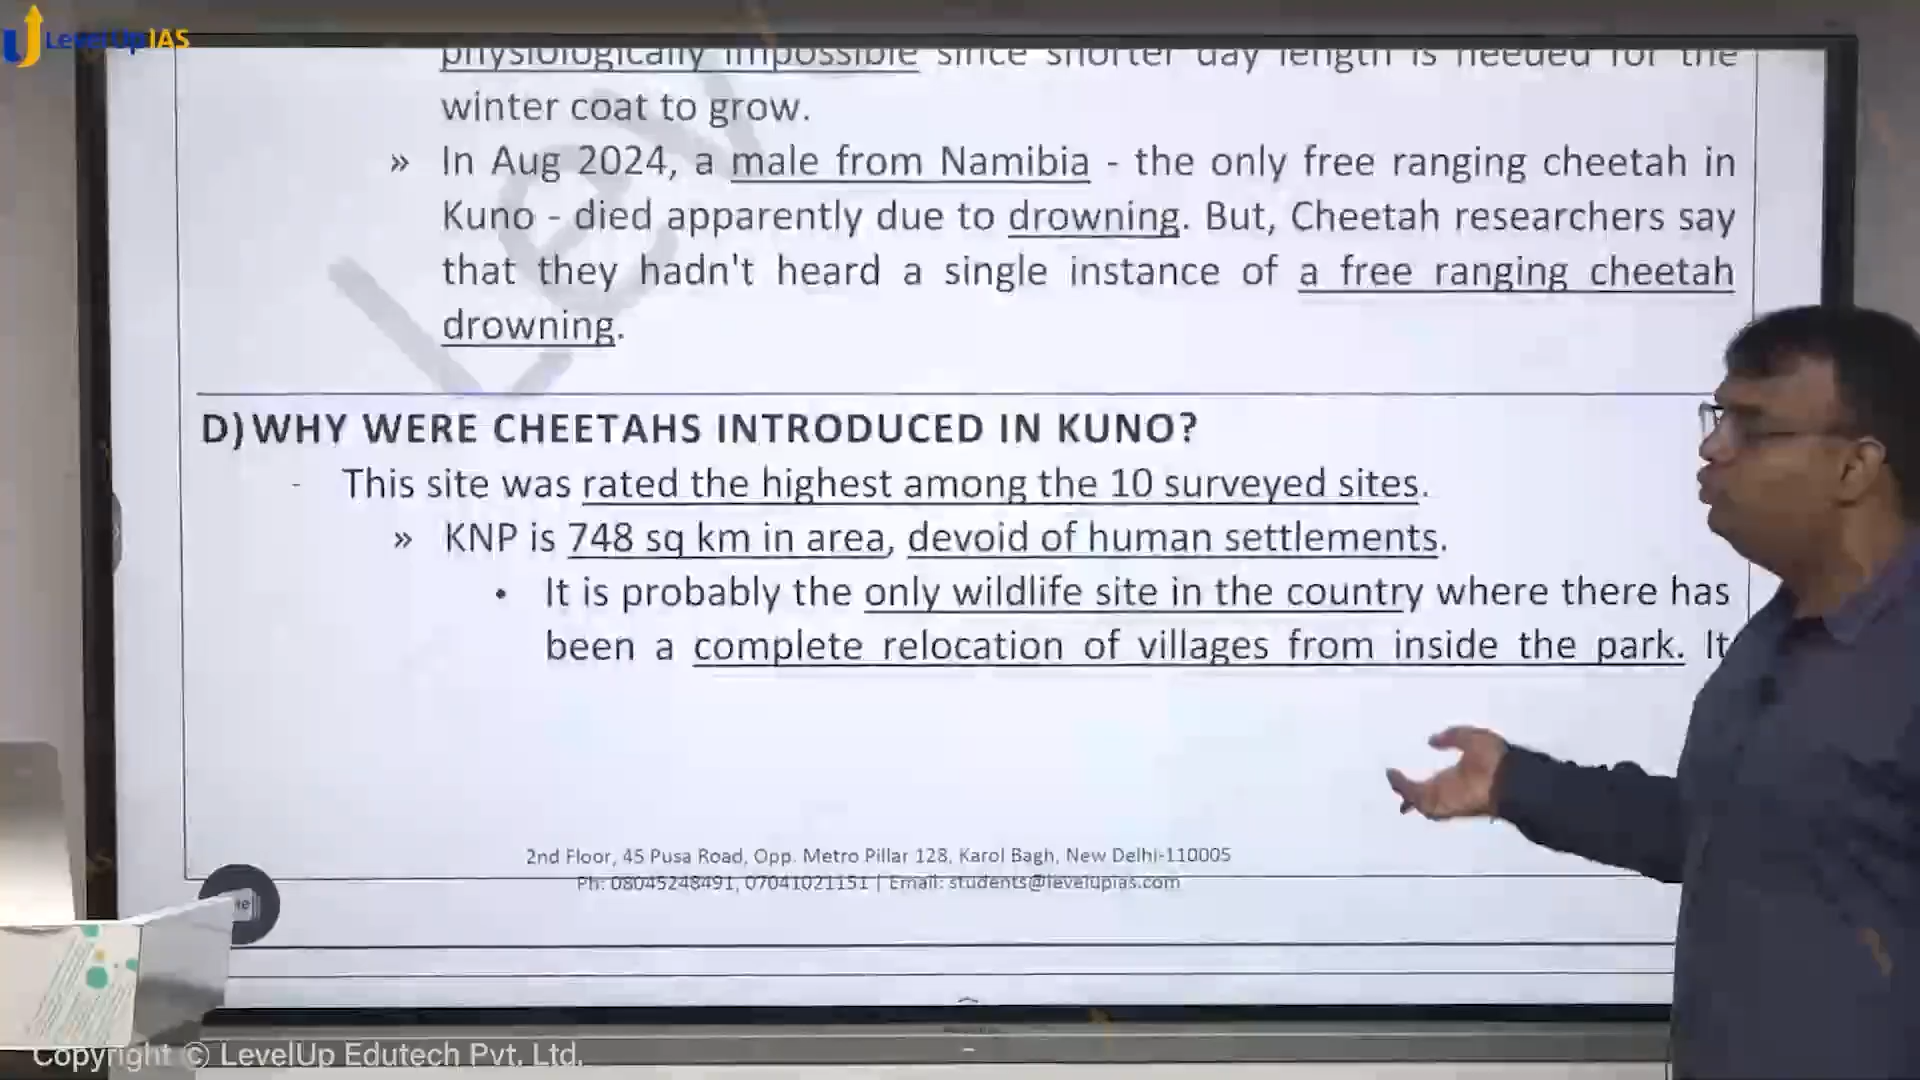 LevelUp IAS
physiologically impossible since shorter day length is needed for the
winter coat to grow.
» In Aug 2024, a male from Namibia - the only free ranging cheetah in
Kuno - died apparently due to drowning. But, Cheetah researchers say
that they hadn't heard a single instance of a free ranging cheetah
drowning.
Lev
D) WHY WERE CHEETAHS INTRODUCED IN KUNO?
- This site was rated the highest among the 10 surveyed sites.
» KNP is 748 sq km in area, devoid of human settlements.
• It is probably the only wildlife site in the country where there has
been a complete relocation of villages from inside the park. It
2nd Floor, 45 Pusa Road, Opp. Metro Pillar 128, Karol Bagh, New Delhi-110005
Ph: 08045248491, 07041021151 | Email: students@levelupias.com
Copyright © LevelUp Edutech Pvt. Ltd.